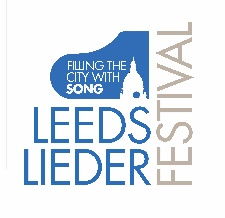 FILLING THE
CITY WITH
SONG
LEEDS
LIEDER
FESTIVAL